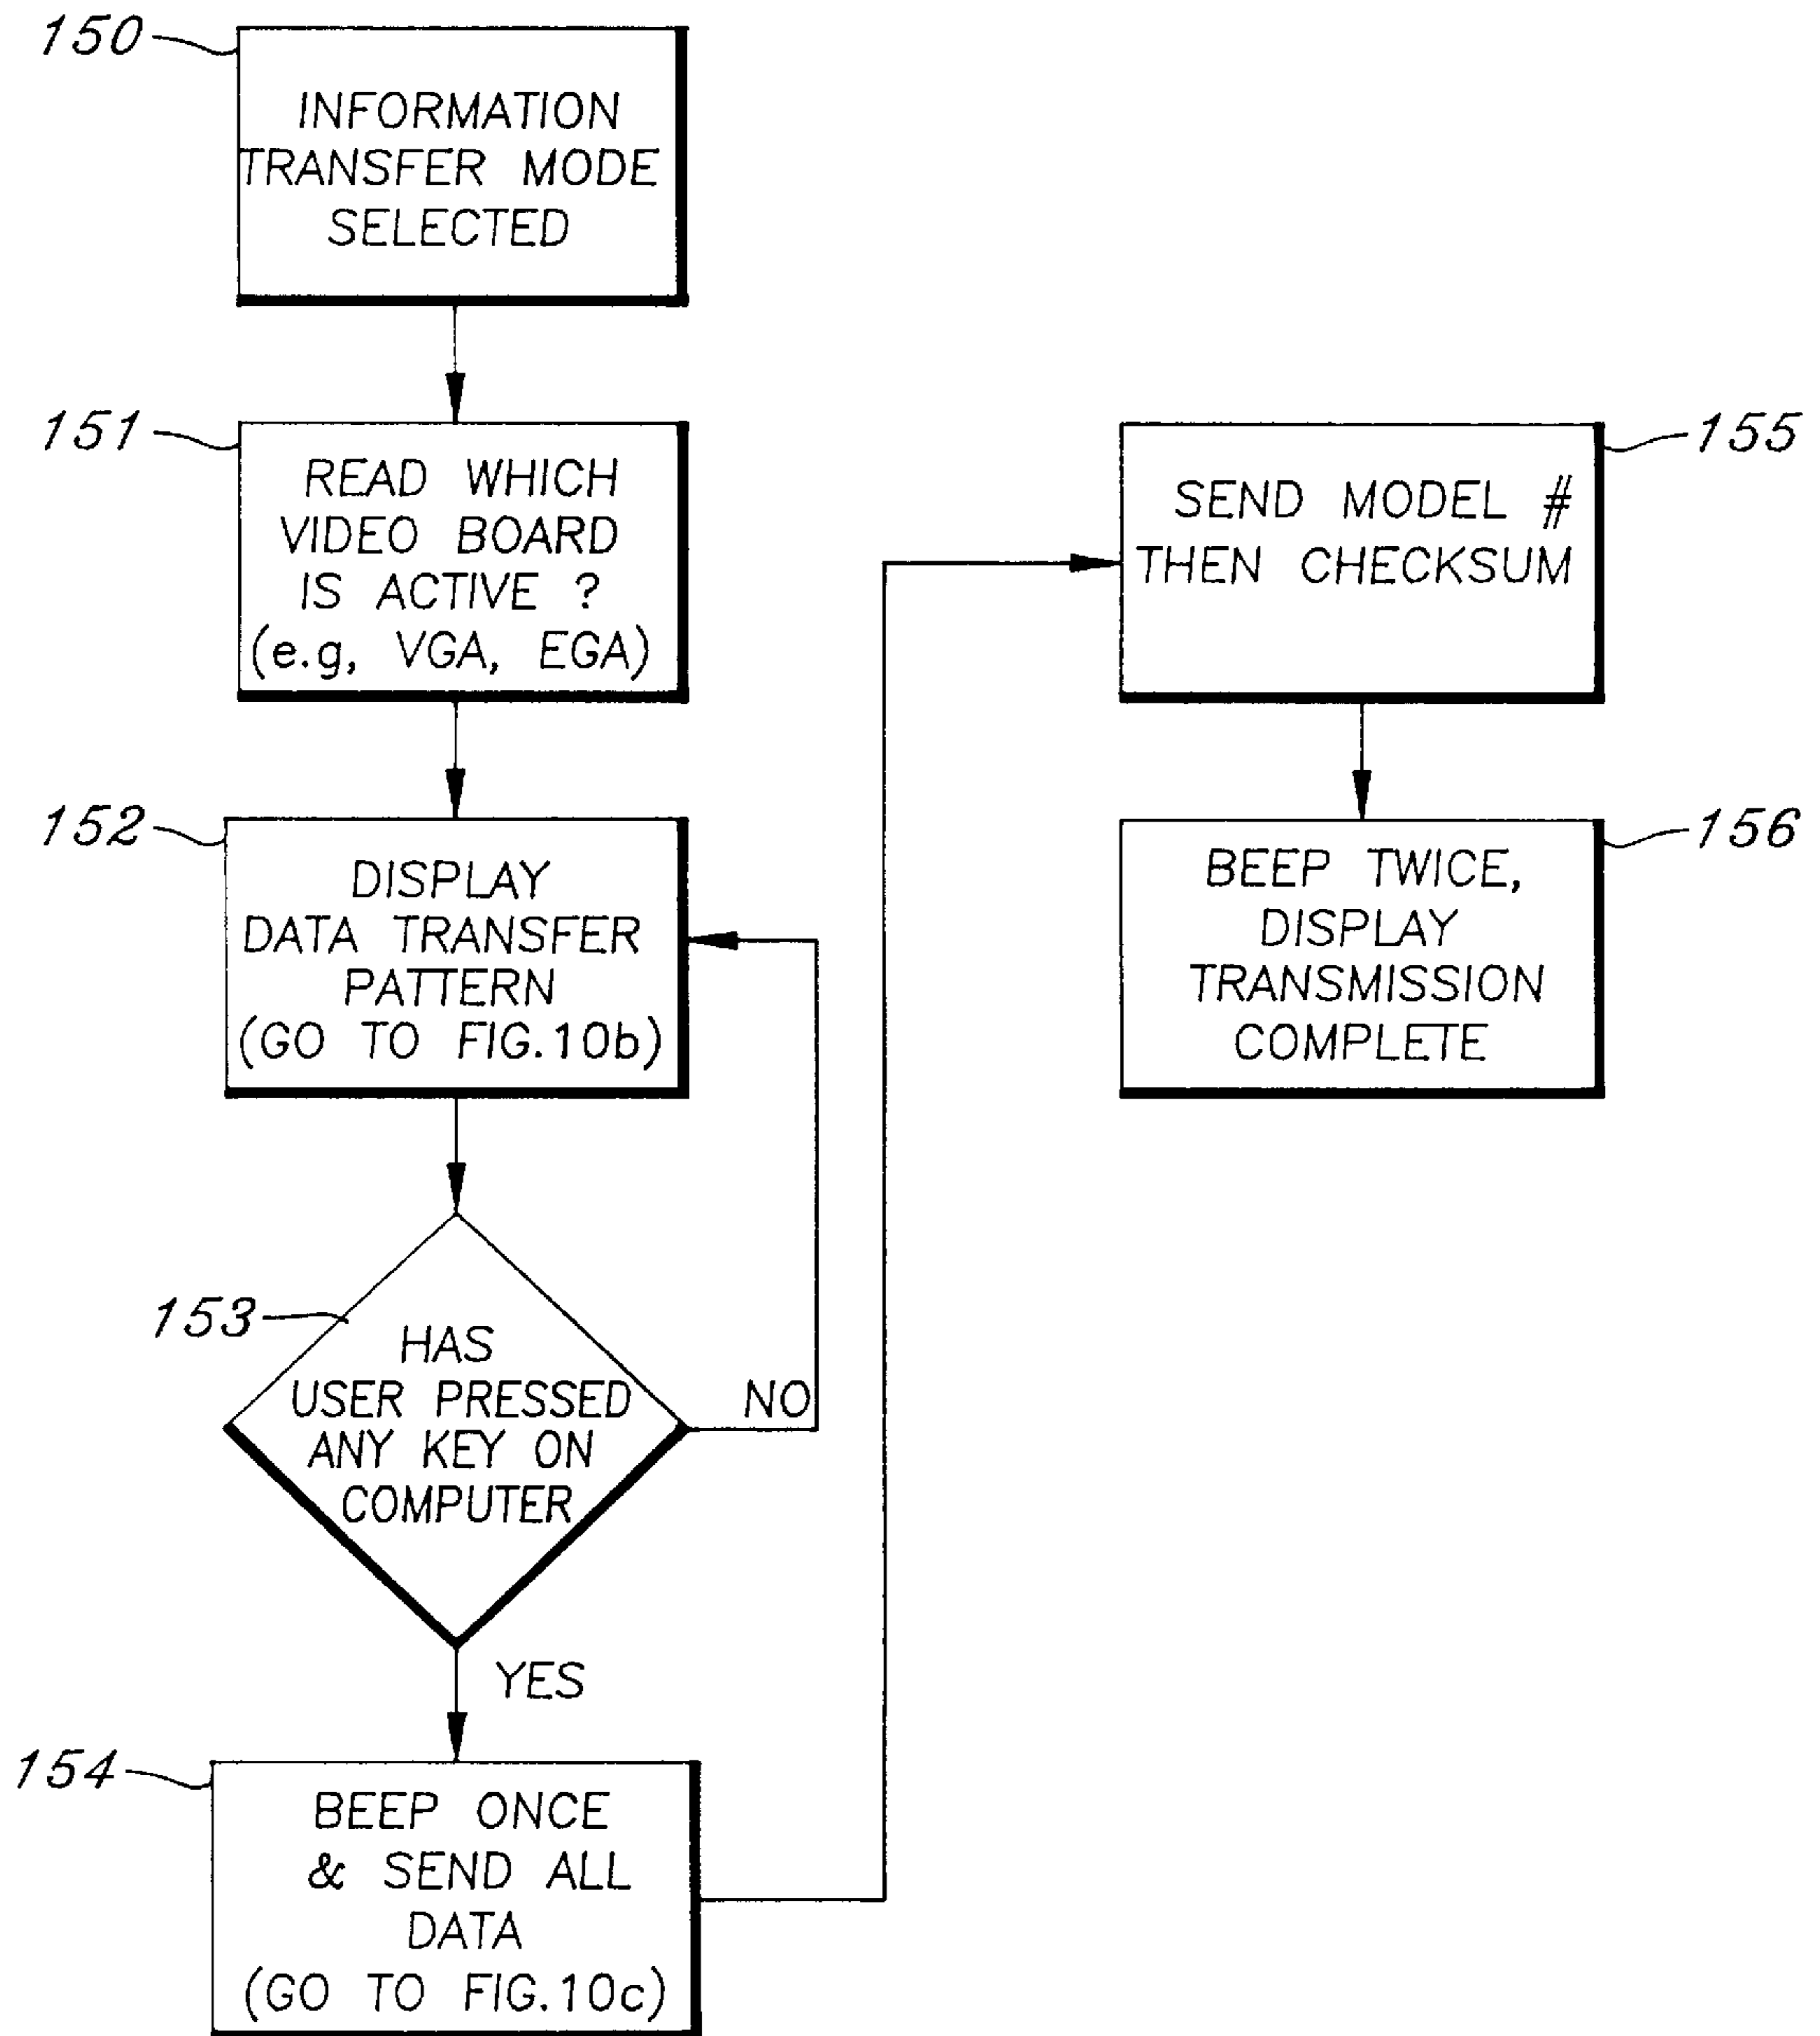 150
INFORMATION
TRANSFER MODE
SELECTED
151
READ WHICH
VIDEO BOARD
IS ACTIVE ?
(e.g, VGA, EGA)
152
DISPLAY
DATA TRANSFER
PATTERN
(GO TO FIG.10b)
153
HAS
USER PRESSED
ANY KEY ON
COMPUTER
NO
YES
154
BEEP ONCE
& SEND ALL
DATA
(GO TO FIG.10c)
155
SEND MODEL #
THEN CHECKSUM
156
BEEP TWICE,
DISPLAY
TRANSMISSION
COMPLETE